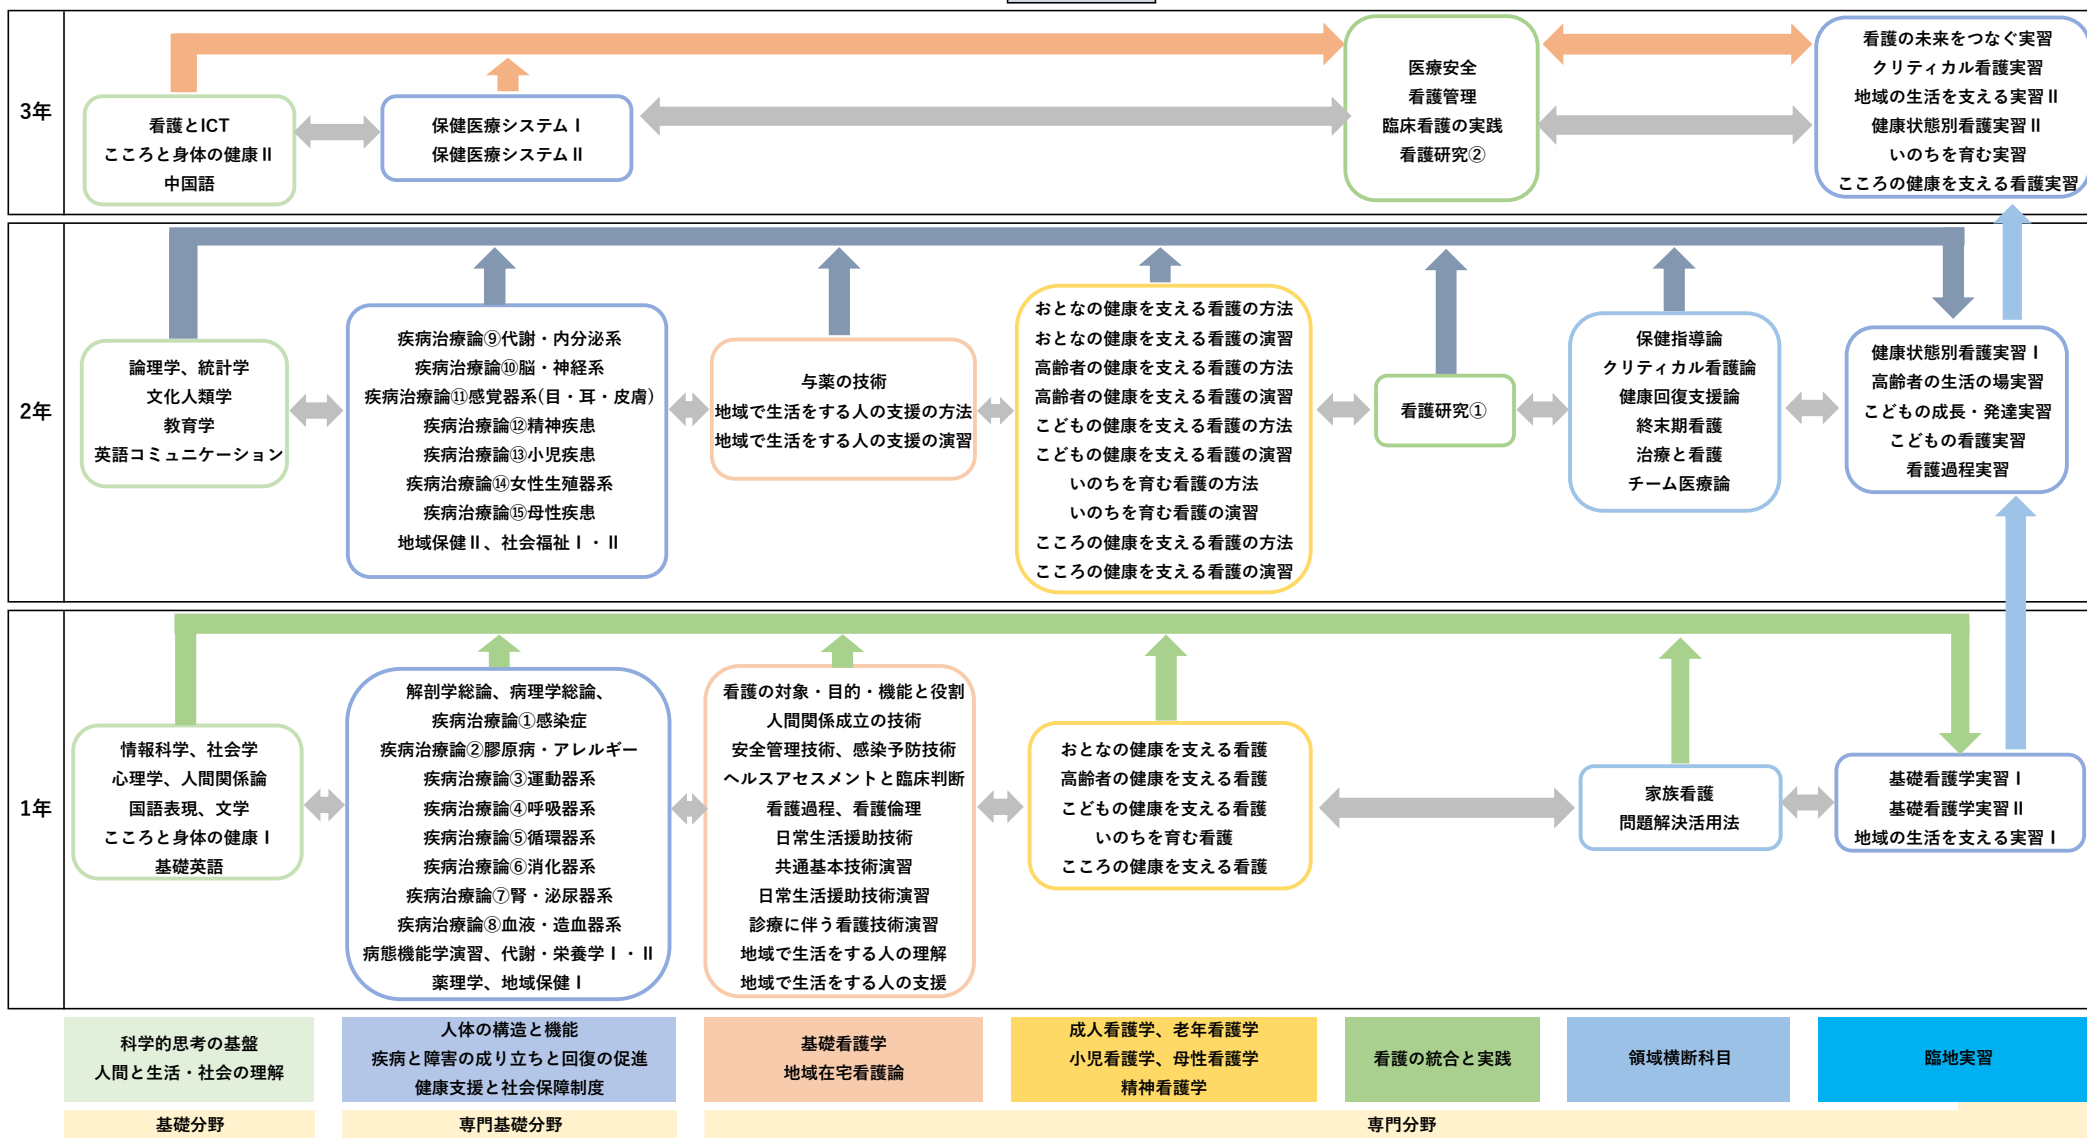 3年
看護とICT
こころと身体の健康Ⅱ
中国語
保健医療システムⅠ
保健医療システムⅡ
医療安全
看護管理
臨床看護の実践
看護研究②
看護の未来をつなぐ実習
クリティカル看護実習
地域の生活を支える実習Ⅱ
健康状態別看護実習Ⅱ
いのちを育む実習
こころの健康を支える看護実習
2年
論理学、統計学
文化人類学
教育学
英語コミュニケーション
疾病治療論⑨代謝・内分泌系
疾病治療論⑩脳・神経系
疾病治療論⑪感覚器系(目・耳・皮膚)
疾病治療論⑫精神疾患
疾病治療論⑬小児疾患
疾病治療論⑭女性生殖器系
疾病治療論⑮母性疾患
地域保健Ⅱ、社会福祉Ⅰ・Ⅱ
与薬の技術
地域で生活をする人の支援の方法
地域で生活をする人の支援の演習
おとなの健康を支える看護の方法
おとなの健康を支える看護の演習
高齢者の健康を支える看護の方法
高齢者の健康を支える看護の演習
こどもの健康を支える看護の方法
こどもの健康を支える看護の演習
いのちを育む看護の方法
いのちを育む看護の演習
こころの健康を支える看護の方法
こころの健康を支える看護の演習
看護研究①
保健指導論
クリティカル看護論
健康回復支援論
終末期看護
治療と看護
チーム医療論
健康状態別看護実習Ⅰ
高齢者の生活の場実習
こどもの成長・発達実習
こどもの看護実習
看護過程実習
1年
情報科学、社会学
心理学、人間関係論
国語表現、文学
こころと身体の健康Ⅰ
基礎英語
解剖学総論、病理学総論、
疾病治療論①感染症
疾病治療論②膠原病・アレルギー
疾病治療論③運動器系
疾病治療論④呼吸器系
疾病治療論⑤循環器系
疾病治療論⑥消化器系
疾病治療論⑦腎・泌尿器系
疾病治療論⑧血液・造血器系
病態機能学演習、代謝・栄養学Ⅰ・Ⅱ
薬理学、地域保健Ⅰ
看護の対象・目的・機能と役割
人間関係成立の技術
安全管理技術、感染予防技術
ヘルスアセスメントと臨床判断
看護過程、看護倫理
日常生活援助技術
共通基本技術演習
日常生活援助技術演習
診療に伴う看護技術演習
地域で生活をする人の理解
地域で生活をする人の支援
おとなの健康を支える看護
高齢者の健康を支える看護
こどもの健康を支える看護
いのちを育む看護
こころの健康を支える看護
家族看護
問題解決活用法
基礎看護学実習Ⅰ
基礎看護学実習Ⅱ
地域の生活を支える実習Ⅰ
科学的思考の基盤
人間と生活・社会の理解
人体の構造と機能
疾病と障害の成り立ちと回復の促進
健康支援と社会保障制度
基礎看護学
地域在宅看護論
成人看護学、老年看護学
小児看護学、母性看護学
精神看護学
看護の統合と実践
領域横断科目
臨地実習
基礎分野
専門基礎分野
専門分野